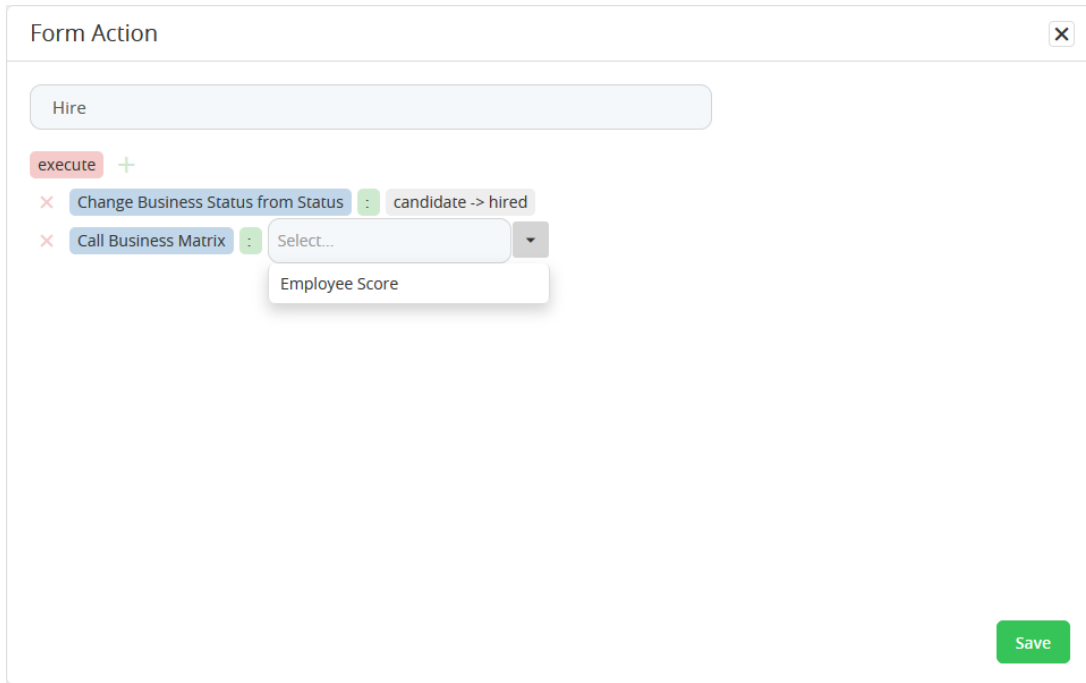 Form Action
Hire
execute +
Change Business Status from Status : candidate -> hired
Call Business Matrix : Select...
Employee Score
Save